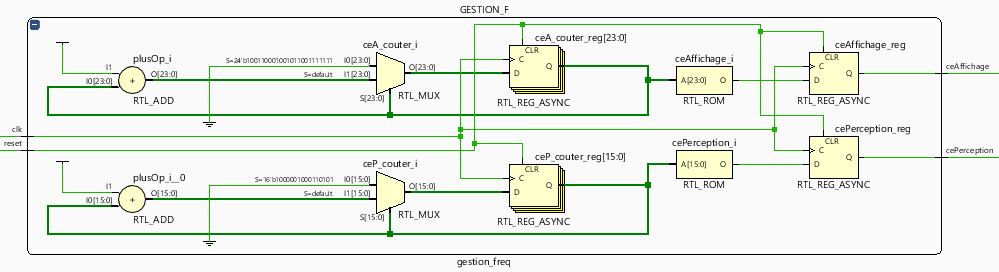 GESTION_F
plusOp_i
I1
I0[23:0]
+
O[23:0]
RTL_ADD
S=24'b100110001001011001111111
S=default
ceA_couter_i
I0[23:0]
I1[23:0]
S[23:0]
O[23:0]
RTL_MUX
ceA_couter_reg[23:0]
CLR
C
D
Q
RTL_REG_ASYNC
ceAffichage_i
A[23:0]
O
RTL_ROM
ceAffichage_reg
CLR
C
D
Q
RTL_REG_ASYNC
ceAffichage
clk
reset
plusOp_i__0
I1
I0[15:0]
+
O[15:0]
RTL_ADD
S=16'b1000001000110101
S=default
ceP_couter_i
I0[15:0]
I1[15:0]
S[15:0]
O[15:0]
RTL_MUX
ceP_couter_reg[15:0]
CLR
C
D
Q
RTL_REG_ASYNC
cePerception_i
A[15:0]
O
RTL_ROM
cePerception_reg
CLR
C
D
Q
RTL_REG_ASYNC
cePerception
gestion_freq